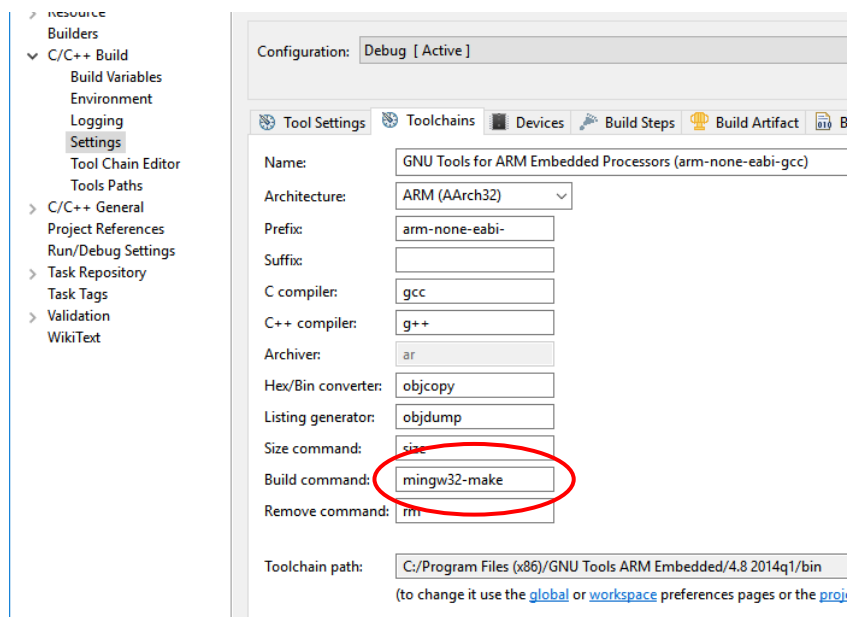 Resource
Builders
C/C++ Build
Build Variables
Environment
Logging
Settings
Tool Chain Editor
Tools Paths
C/C++ General
Project References
Run/Debug Settings
Task Repository
Task Tags
Validation
WikiText
Configuration: Debug [ Active ]
Tool Settings Toolchains Devices Build Steps Build Artifact B
Name: GNU Tools for ARM Embedded Processors (arm-none-eabi-gcc)
Architecture: ARM (AArch32)
Prefix: arm-none-eabi-
Suffix:
C compiler: gcc
C++ compiler: g++
Archiver: ar
Hex/Bin converter: objcopy
Listing generator: objdump
Size command: size
Build command: mingw32-make
Remove command: rm
Toolchain path: C:/Program Files (x86)/GNU Tools ARM Embedded/4.8 2014q1/bin
(to change it use the global or workspace preferences pages or the proj